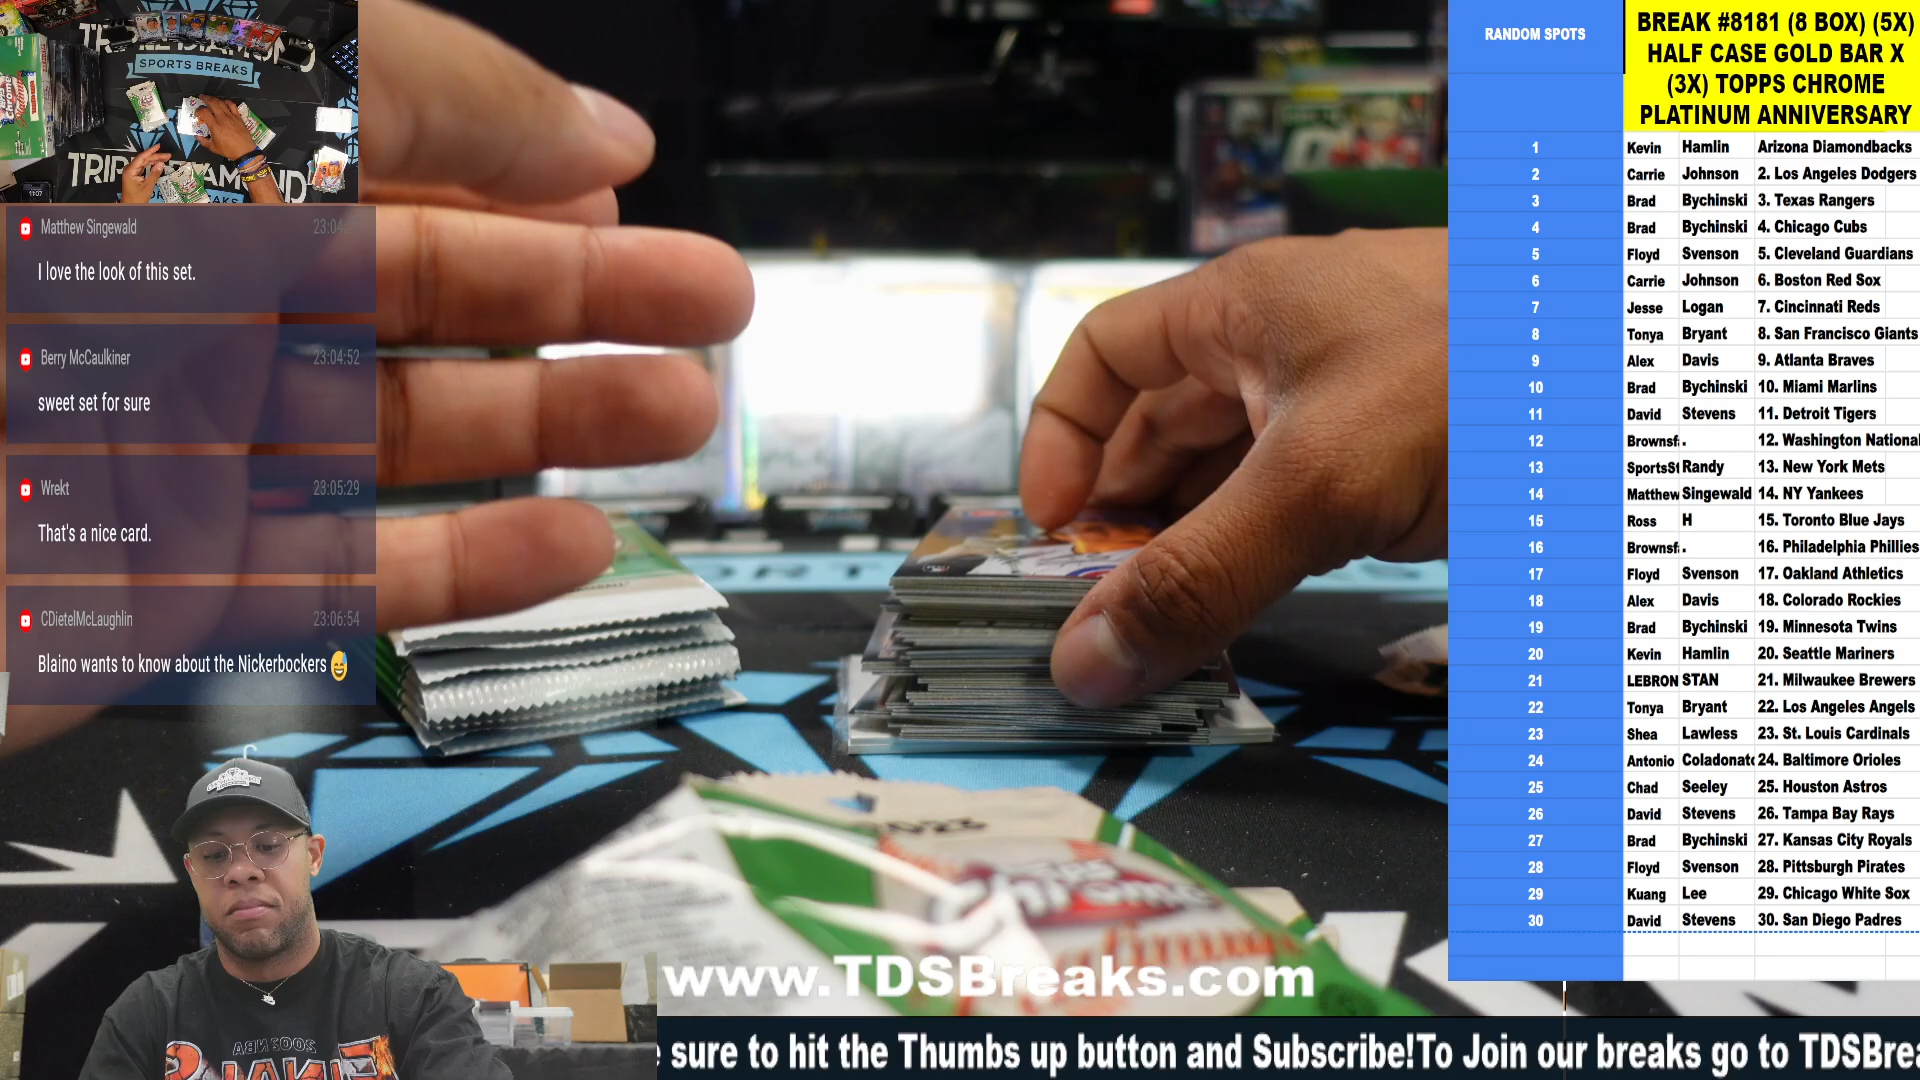 SPORTS BREAKS
Matthew Singewald
I love the look of this set.
Berry McCaulkiner 23:04:52
sweet set for sure
Wrekt 23:05:29
That's a nice card.
CDietelMcLaughlin 23:06:54
Blaino wants to know about the Nickerbockers 😅
RANDOM SPOTS
BREAK #8181 (8 BOX) (5X)
HALF CASE GOLD BAR X
(3X) TOPPS CHROME
PLATINUM ANNIVERSARY
1 Kevin Hamlin Arizona Diamondbacks
2 Carrie Johnson 2. Los Angeles Dodgers
3 Brad Bychinski 3. Texas Rangers
4 Brad Bychinski 4. Chicago Cubs
5 Floyd Svenson 5. Cleveland Guardians
6 Carrie Johnson 6. Boston Red Sox
7 Jesse Logan 7. Cincinnati Reds
8 Tonya Bryant 8. San Francisco Giants
9 Alex Davis 9. Atlanta Braves
10 Brad Bychinski 10. Miami Marlins
11 David Stevens 11. Detroit Tigers
12 Brownsf . 12. Washington National
13 SportsSt Randy 13. New York Mets
14 Matthew Singewald 14. NY Yankees
15 Ross H 15. Toronto Blue Jays
16 Brownsf . 16. Philadelphia Phillies
17 Floyd Svenson 17. Oakland Athletics
18 Alex Davis 18. Colorado Rockies
19 Brad Bychinski 19. Minnesota Twins
20 Kevin Hamlin 20. Seattle Mariners
21 LEBRON STAN 21. Milwaukee Brewers
22 Tonya Bryant 22. Los Angeles Angels
23 Shea Lawless 23. St. Louis Cardinals
24 Antonio Coladonato 24. Baltimore Orioles
25 Chad Seeley 25. Houston Astros
26 David Stevens 26. Tampa Bay Rays
27 Brad Bychinski 27. Kansas City Royals
28 Floyd Svenson 28. Pittsburgh Pirates
29 Kuang Lee 29. Chicago White Sox
30 David Stevens 30. San Diego Padres
2023
chrome
www.TDSBreaks.com
sure to hit the Thumbs up button and Subscribe!To Join our breaks go to TDSBrea